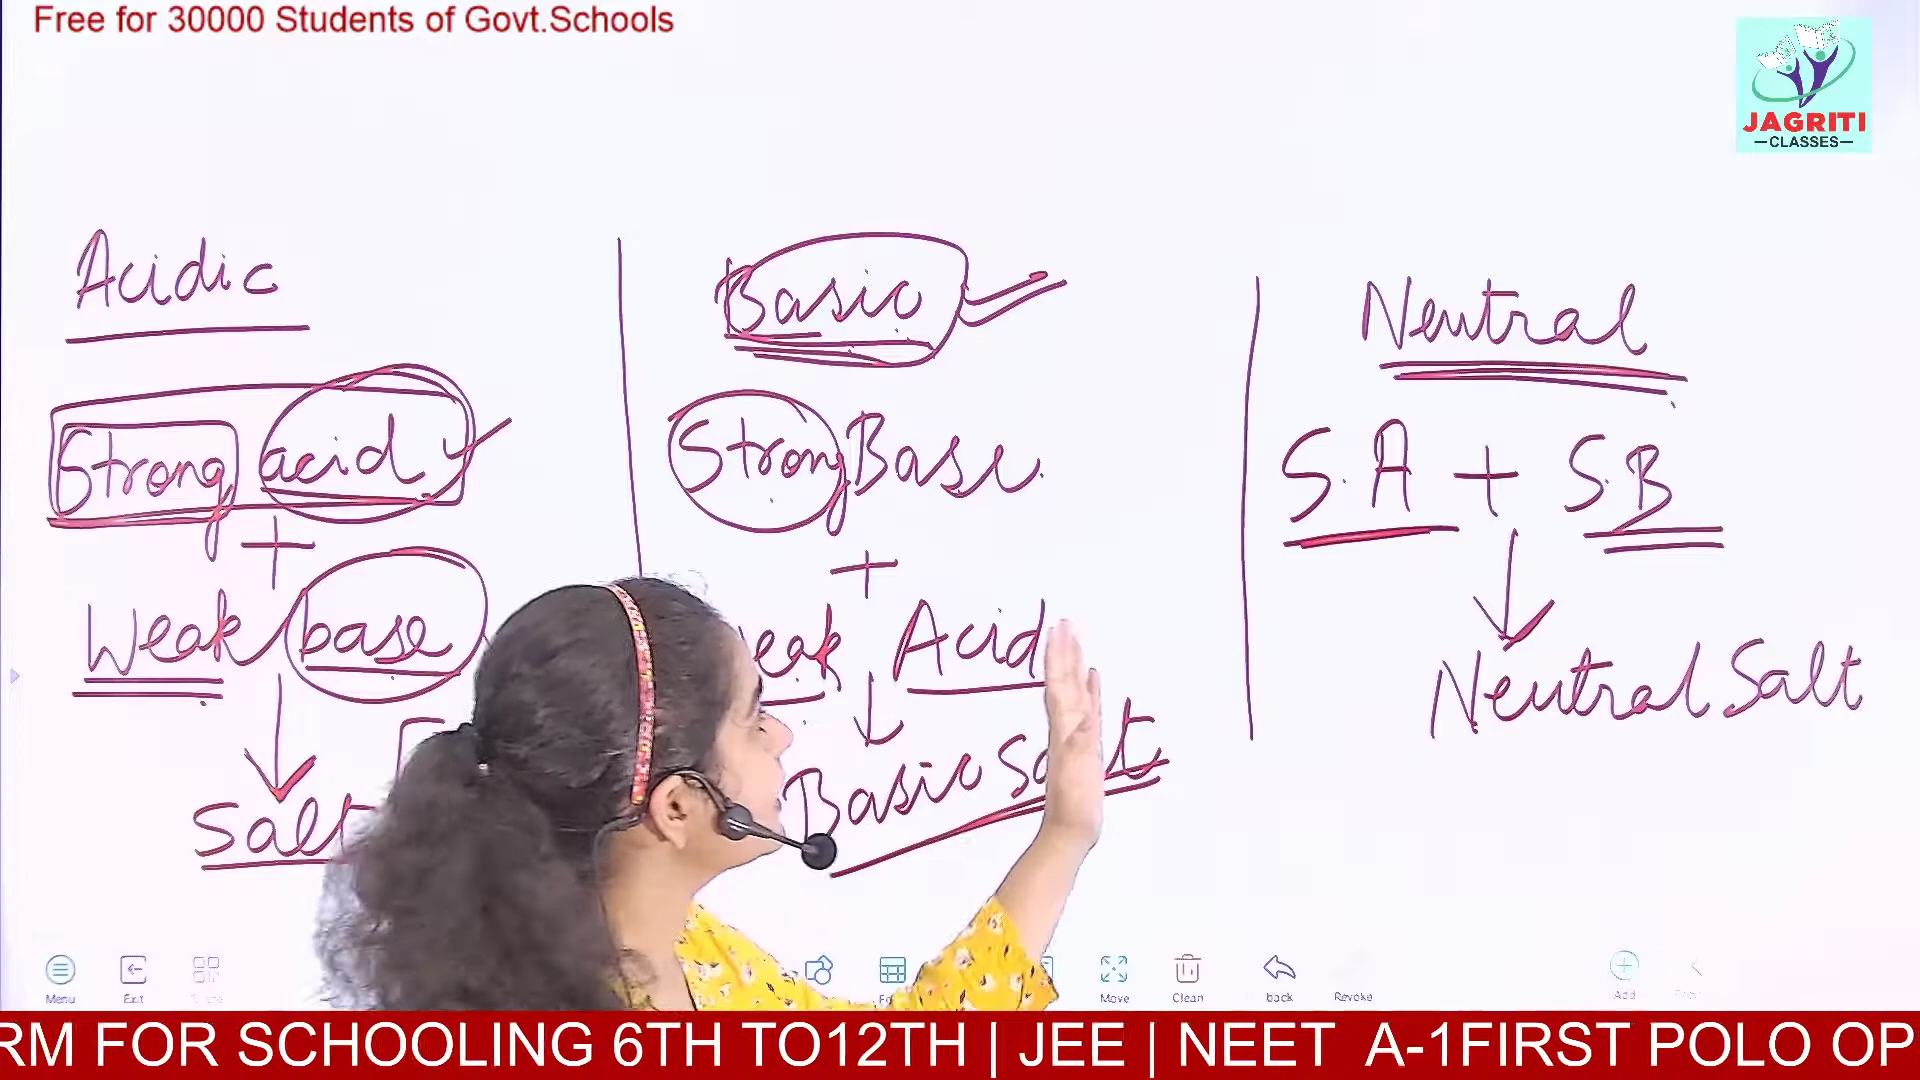 Free for 30000 Students of Govt.Schools
JAGRITI
CLASSES
Acidic
Strong acid
+
Weak base
Salt
Basic
Strong Base
+
Acid
Basic Salt
Neutral
S.A + S.B
Neutral Salt
Menu
Exit
Move
Clean
back
Revoke
Add
RM FOR SCHOOLING 6TH TO12TH | JEE | NEET A-1FIRST POLO OP